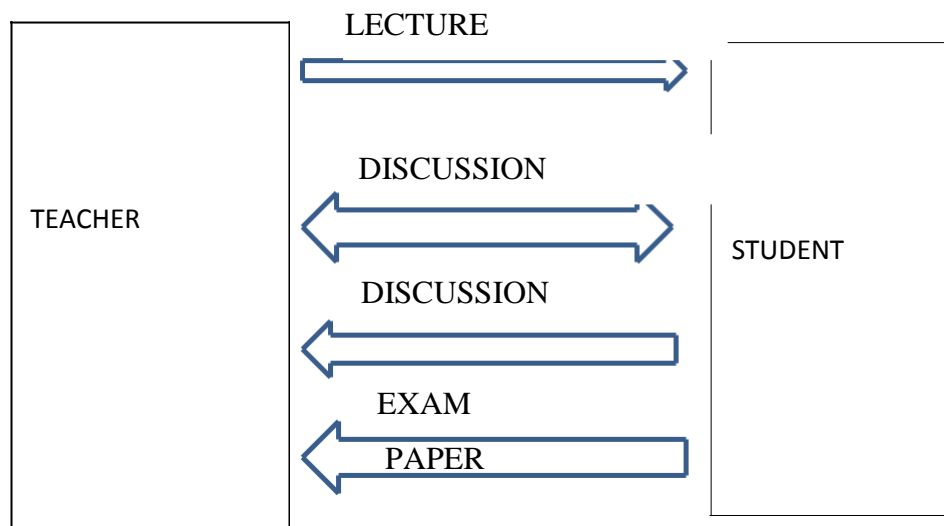 LECTURE
DISCUSSION
TEACHER
STUDENT
DISCUSSION
EXAM
PAPER